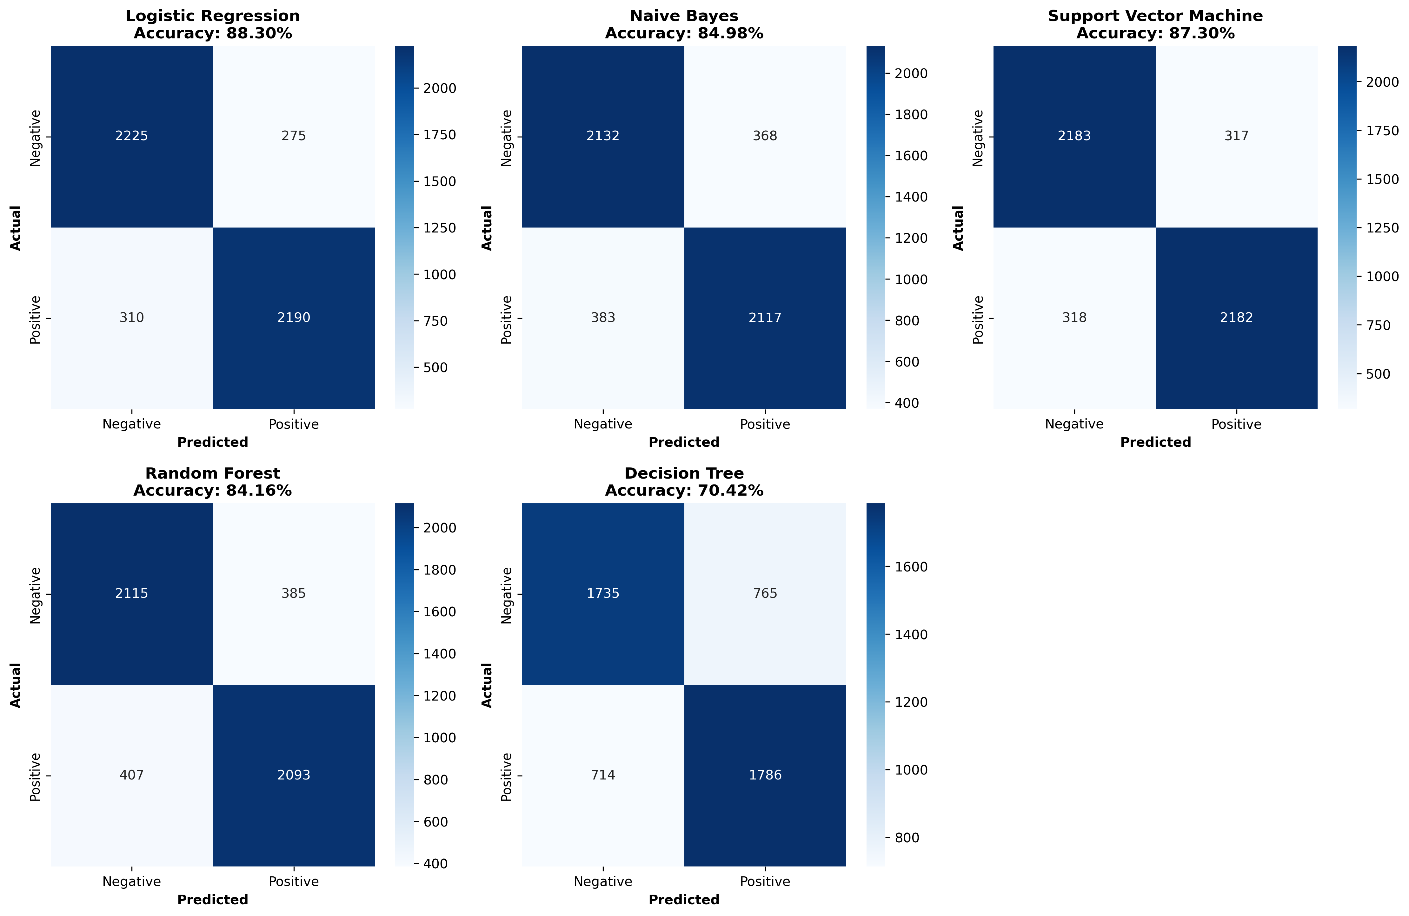 Logistic Regression
Accuracy: 88.30%
Negative
2225
275
Positive
310
2190
Actual
Negative
Positive
Predicted
2000
1750
1500
1250
1000
750
500
Naive Bayes
Accuracy: 84.98%
Negative
2132
368
Positive
383
2117
Actual
Negative
Positive
Predicted
2000
1800
1600
1400
1200
1000
800
600
400
Support Vector Machine
Accuracy: 87.30%
Negative
2183
317
Positive
318
2182
Actual
Negative
Positive
Predicted
2000
1750
1500
1250
1000
750
500
Random Forest
Accuracy: 84.16%
Negative
2115
385
Positive
407
2093
Actual
Negative
Positive
Predicted
2000
1800
1600
1400
1200
1000
800
600
400
Decision Tree
Accuracy: 70.42%
Negative
1735
765
Positive
714
1786
Actual
Negative
Positive
Predicted
1600
1400
1200
1000
800